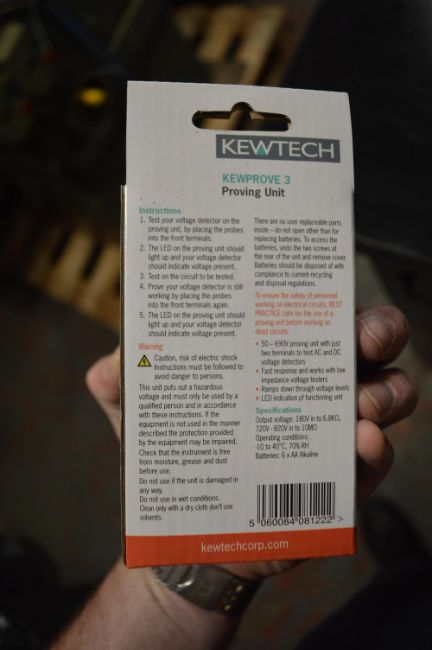 KEWTECH
KEWPROVE 3
Proving Unit
Instructions
1. Test your voltage detector on the
proving unit, by placing the probes
into the front terminals.
2. The LED on the proving unit should
light up and your voltage detector
should indicate voltage present.
3. Test on the circuit to be tested.
4. Prove your voltage detector is still
working by placing the probes
into the front terminals again.
5. The LED on the proving unit should
light up and your voltage detector
should indicate voltage present.
Warning
Caution, risk of electric shock
Instructions must be followed to
avoid danger to persons.
This unit puts out a hazardous
voltage and must only be used by a
qualified person and in accordance
with these instructions. If the
equipment is not used in the manner
described the protection provided
by the equipment may be impaired.
Check that the instrument is free
from moisture, grease and dust
before use.
Do not use if the unit is damaged in
any way.
Do not use in wet conditions.
Clean only with a dry cloth don't use
solvents.
There are no user replaceable parts
inside – do not open other than for
replacing batteries. To access the
batteries, undo the two screws at
the rear of the unit and remove cover.
Batteries should be disposed of with
compliance to current recycling
and disposal regulations.
To ensure the safety of personnel
working on electrical circuits, BEST
PRACTICE calls for the use of a
proving unit before working on
dead circuits.
• 50 – 690V proving unit with just
two terminals to test AC and DC
voltage detectors
• Fast response and works with low
impedance voltage testers
• Ramps down through voltage levels
• LED indication of functioning unit
Specifications
Output voltage: 180V in to 6.8KΩ,
720V - 820V in to 10MΩ
Operating conditions:
-10 to 40°C, 70% RH
Batteries: 6 x AA Alkaline
5 060084 081222 >
kewtechcorp.com